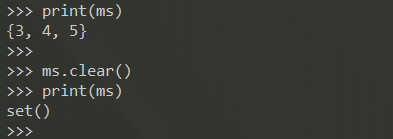 >>> print(ms)
{3, 4, 5}
>>>
>>> ms.clear()
>>> print(ms)
set()
>>>